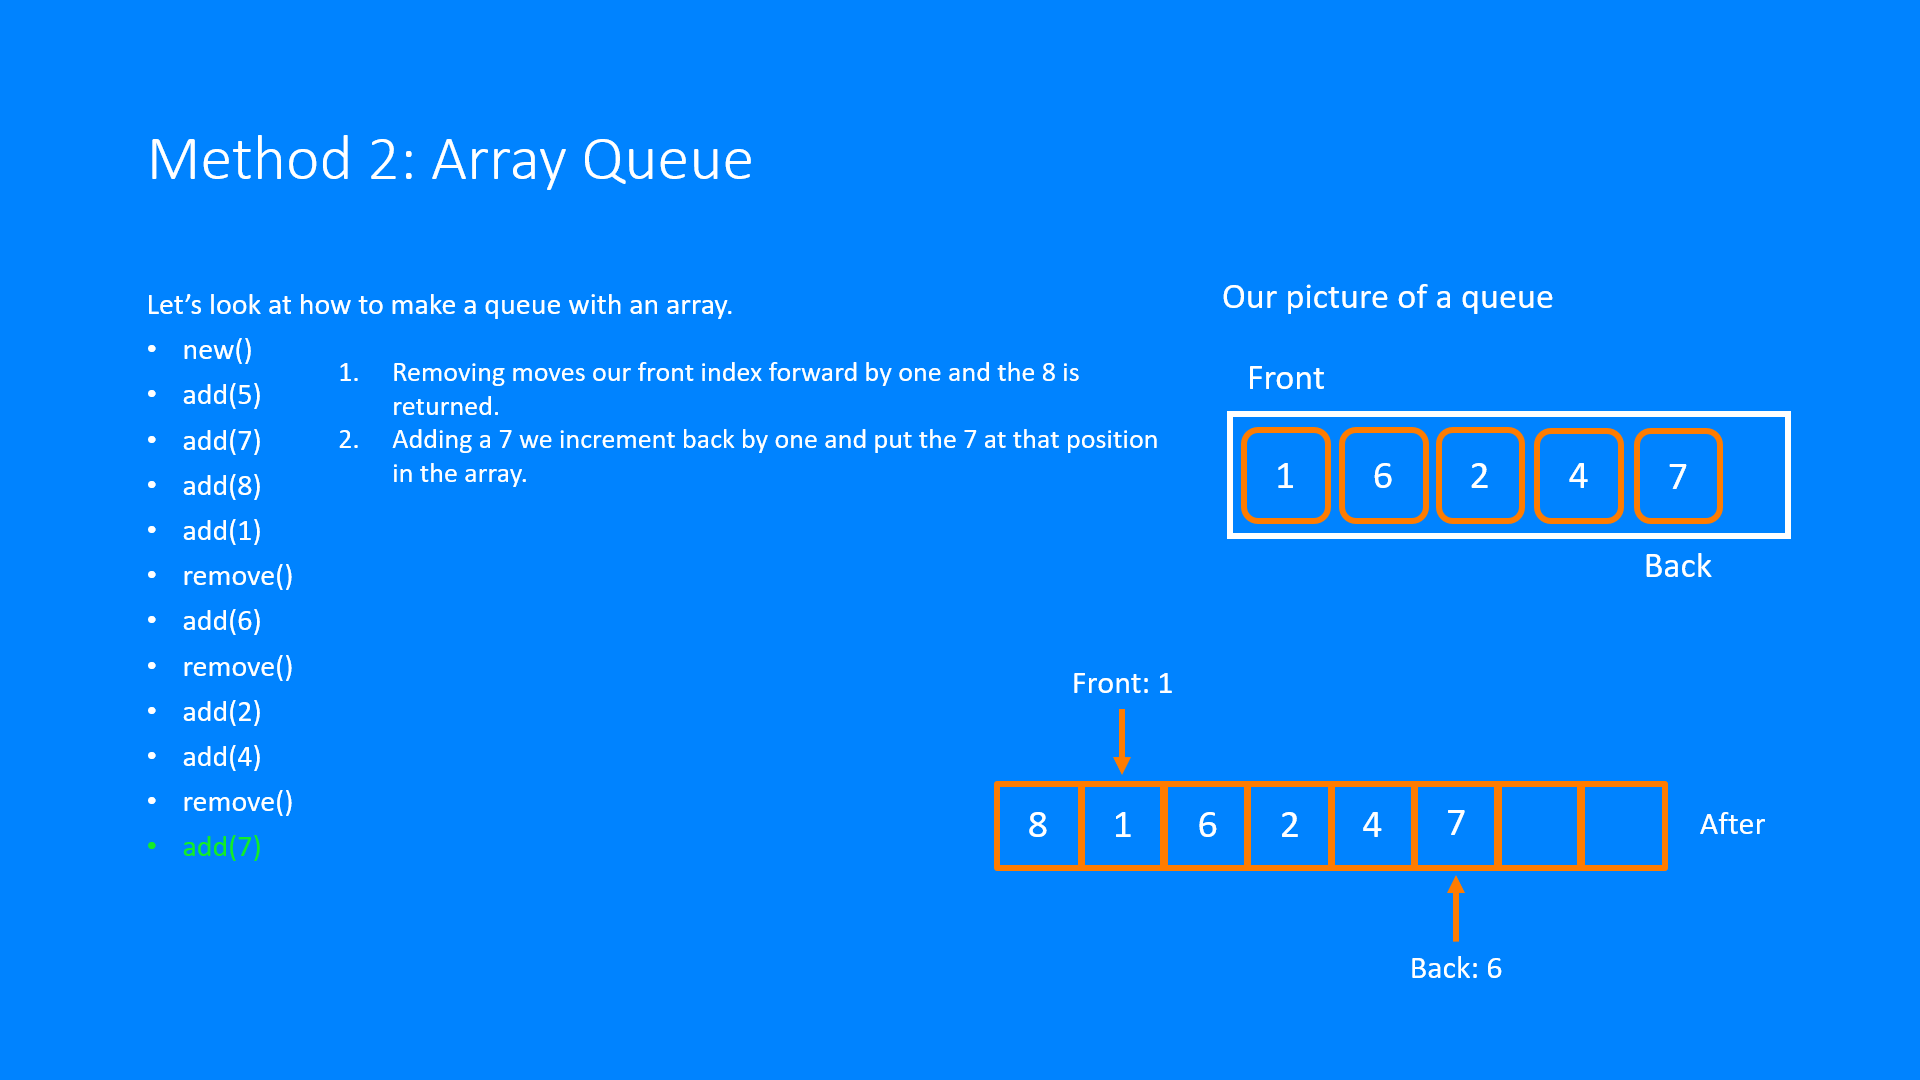 Method 2: Array Queue
Let’s look at how to make a queue with an array.
• new()
• add(5)
• add(7)
• add(8)
• add(1)
• remove()
• add(6)
• remove()
• add(2)
• add(4)
• remove()
• add(7)
1. Removing moves our front index forward by one and the 8 is
returned.
2. Adding a 7 we increment back by one and put the 7 at that position
in the array.
Our picture of a queue
Front
1 6 2 4 7
Back
Front: 1
8 1 6 2 4 7
After
Back: 6